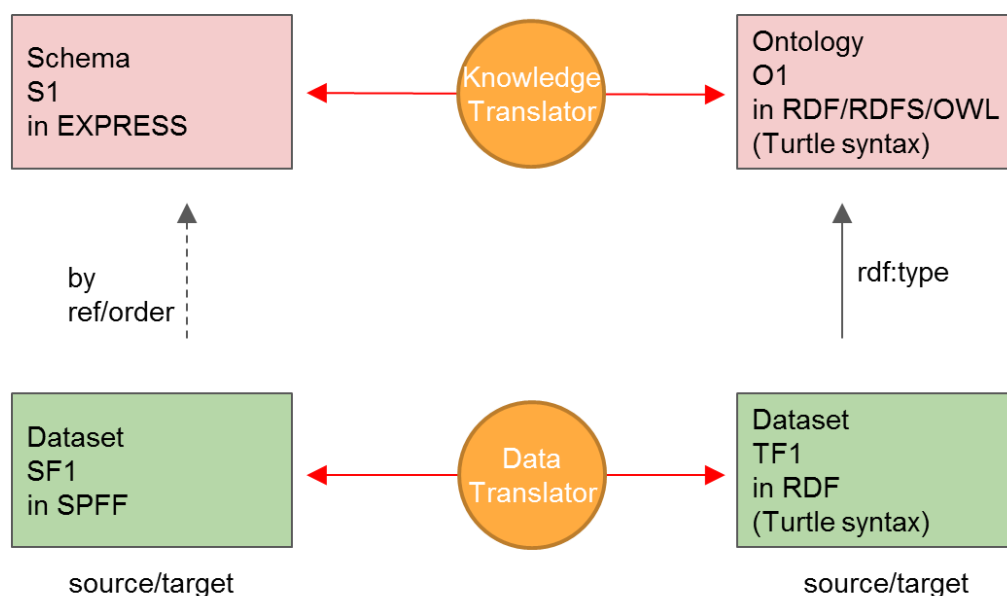 Schema
S1
in EXPRESS
Knowledge
Translator
Ontology
O1
in RDF/RDFS/OWL
(Turtle syntax)
by
ref/order
rdf:type
Dataset
SF1
in SPFF
Data
Translator
Dataset
TF1
in RDF
(Turtle syntax)
source/target
source/target